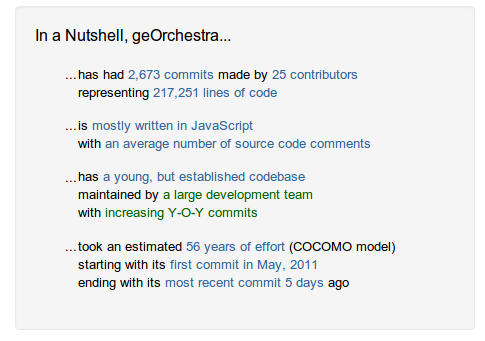 In a Nutshell, geOrchestra...
...has had 2,673 commits made by 25 contributors
representing 217,251 lines of code
...is mostly written in JavaScript
with an average number of source code comments
...has a young, but established codebase
maintained by a large development team
with increasing Y-O-Y commits
...took an estimated 56 years of effort (COCOMO model)
starting with its first commit in May, 2011
ending with its most recent commit 5 days ago